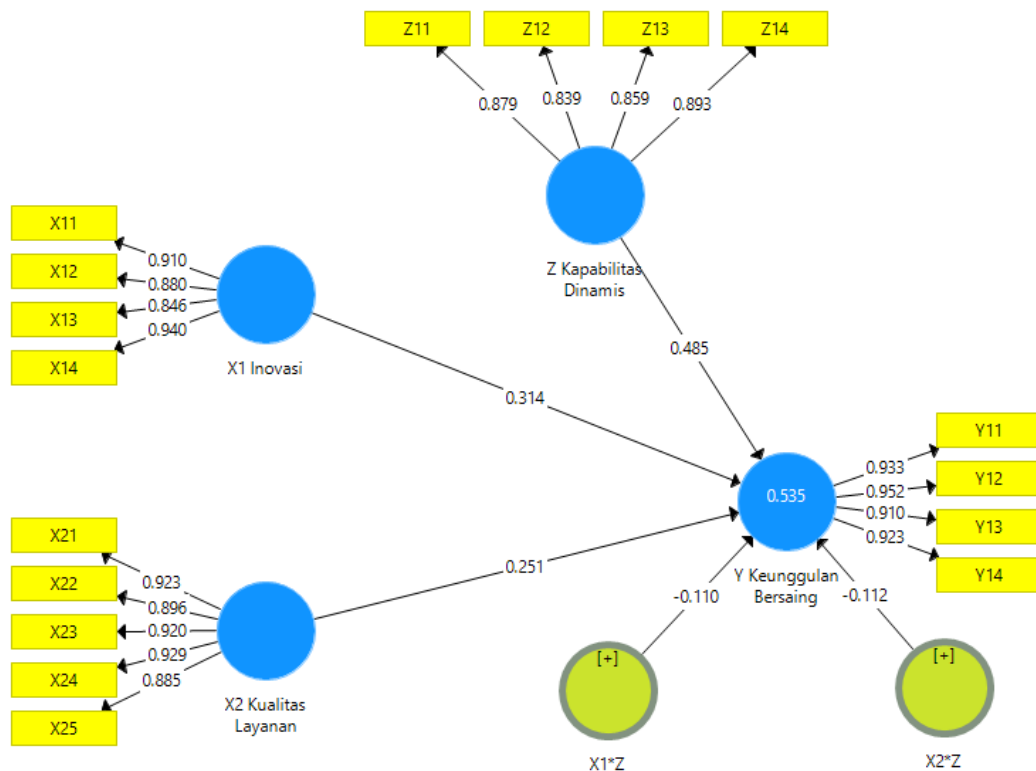 Z11
Z12
Z13
Z14
0.879
0.839
0.859
0.893
Z Kapabilitas
Dinamis
X11
X12
X13
X14
0.910
0.880
0.846
0.940
X1 Inovasi
0.485
0.314
Y11
Y12
Y13
Y14
0.933
0.952
0.910
0.923
0.535
Y Keunggulan
Bersaing
X21
X22
X23
X24
X25
0.923
0.896
0.920
0.929
0.885
X2 Kualitas
Layanan
0.251
-0.110
-0.112
[+]
X1*Z
[+]
X2*Z